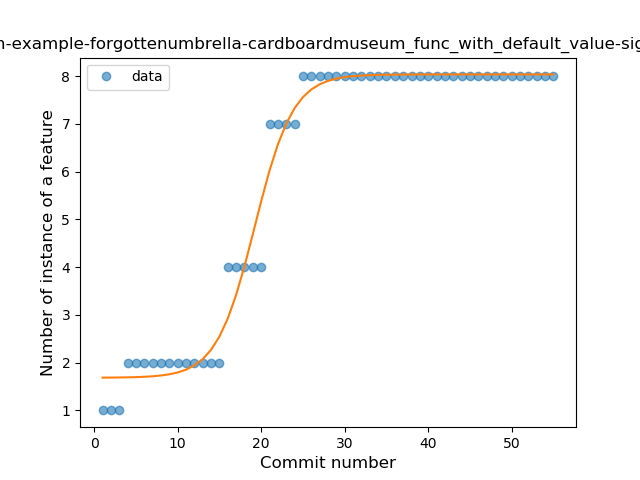 -example-forgottenumbrella-cardboardmuseum_func_with_default_value-sig
data
Number of instance of a feature
8
7
6
5
4
3
2
1
0 10 20 30 40 50
Commit number